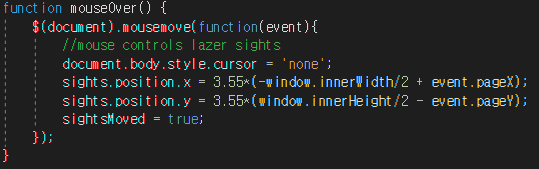 function mouseOver() {
$(document).mousemove(function(event){
//mouse controls lazer sights
document.body.style.cursor = 'none';
sights.position.x = 3.55*(-window.innerWidth/2 + event.pageX);
sights.position.y = 3.55*(window.innerHeight/2 - event.pageY);
sightsMoved = true;
});
}